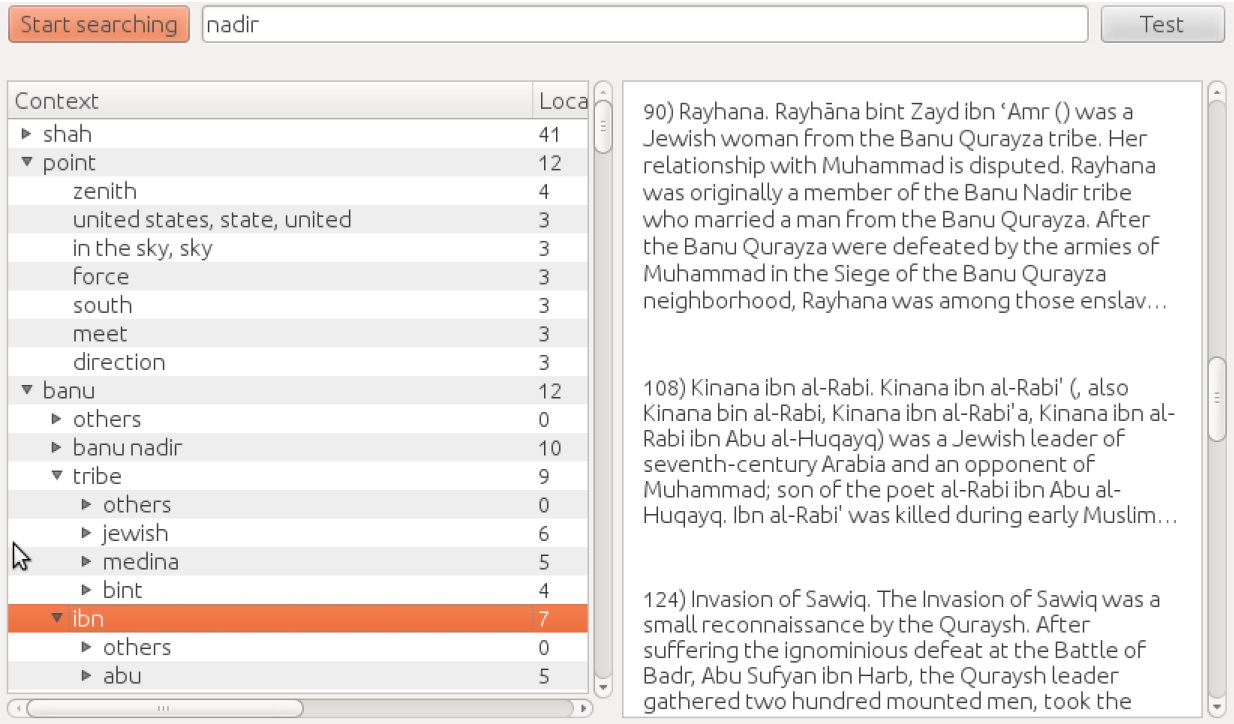 Start searching nadir Test
Context Loca
shah 41
point 12
zenith 4
united states, state, united 3
in the sky, sky 3
force 3
south 3
meet 3
direction 3
banu 12
others 0
banu nadir 10
tribe 9
others 0
jewish 6
medina 5
bint 4
ibn 7
others 0
abu 5
90) Rayhana. Rayhāna bint Zayd ibn ʿAmr () was a
Jewish woman from the Banu Qurayza tribe. Her
relationship with Muhammad is disputed. Rayhana
was originally a member of the Banu Nadir tribe
who married a man from the Banu Qurayza. After
the Banu Qurayza were defeated by the armies of
Muhammad in the Siege of the Banu Qurayza
neighborhood, Rayhana was among those enslav…
108) Kinana ibn al-Rabi. Kinana ibn al-Rabi' (, also
Kinana bin al-Rabi, Kinana ibn al-Rabi'a, Kinana ibn al-
Rabi ibn Abu al-Huqayq) was a Jewish leader of
seventh-century Arabia and an opponent of
Muhammad; son of the poet al-Rabi ibn Abu al-
Huqayq. Ibn al-Rabi' was killed during early Muslim…
124) Invasion of Sawiq. The Invasion of Sawiq was a
small reconnaissance by the Quraysh. After
suffering the ignominious defeat at the Battle of
Badr, Abu Sufyan ibn Harb, the Quraysh leader
gathered two hundred mounted men, took the